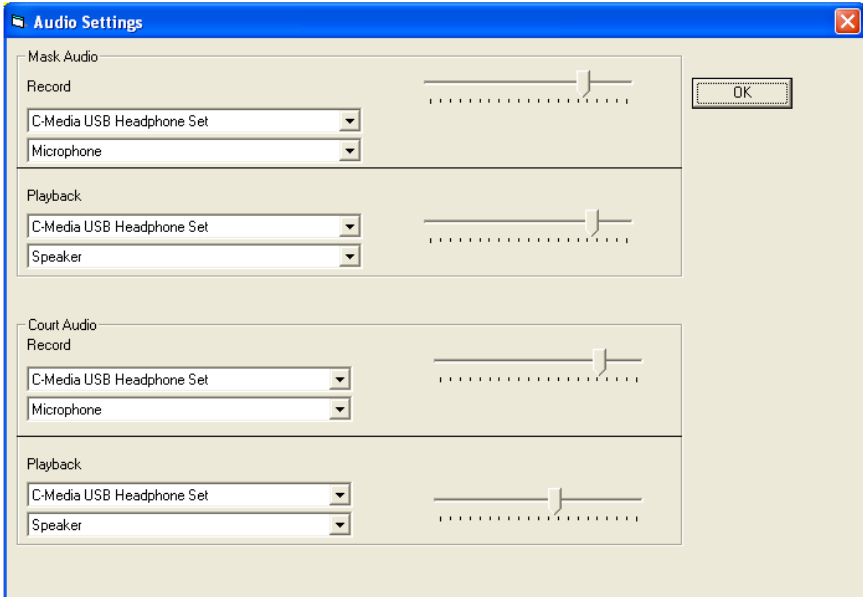 Audio Settings
Mask Audio
Record
OK
C-Media USB Headphone Set
Microphone
Playback
C-Media USB Headphone Set
Speaker
Court Audio
Record
C-Media USB Headphone Set
Microphone
Playback
C-Media USB Headphone Set
Speaker